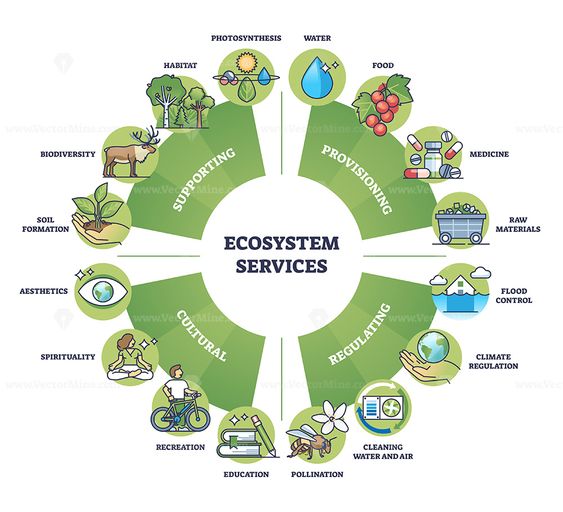 PHOTOSYNTHESIS
WATER
HABITAT
FOOD
BIODIVERSITY
MEDICINE
SOIL
FORMATION
RAW
MATERIALS
SUPPORTING
PROVISIONING
ECOSYSTEM
SERVICES
AESTHETICS
FLOOD
CONTROL
CULTURAL
REGULATING
SPIRITUALITY
CLIMATE
REGULATION
RECREATION
CLEANING
WATER AND AIR
EDUCATION
POLLINATION
www.VectorMine.com